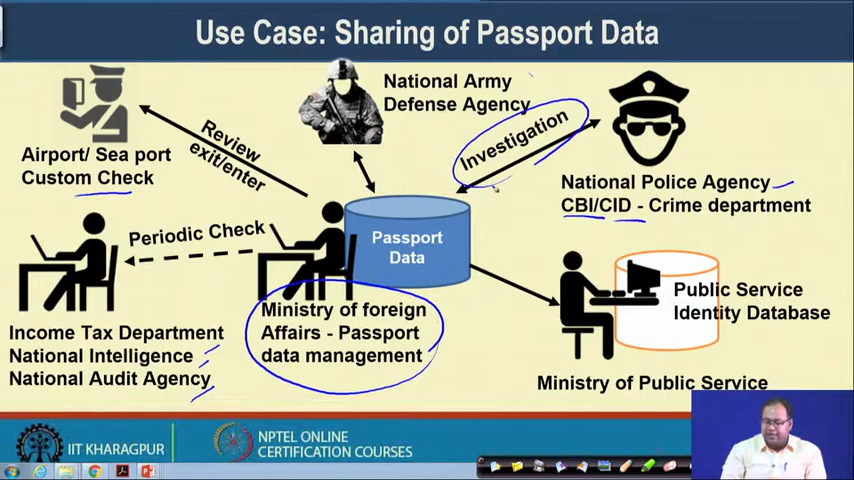 Use Case: Sharing of Passport Data
National Army
Defense Agency
Review
exit/enter
Investigation
Airport/ Sea port
Custom Check
National Police Agency
CBI/CID - Crime department
Periodic Check
Passport
Data
Public Service
Identity Database
Ministry of foreign
Affairs - Passport
data management
Income Tax Department
National Intelligence
National Audit Agency
Ministry of Public Service
IIT KHARAGPUR
NPTEL ONLINE
CERTIFICATION COURSES